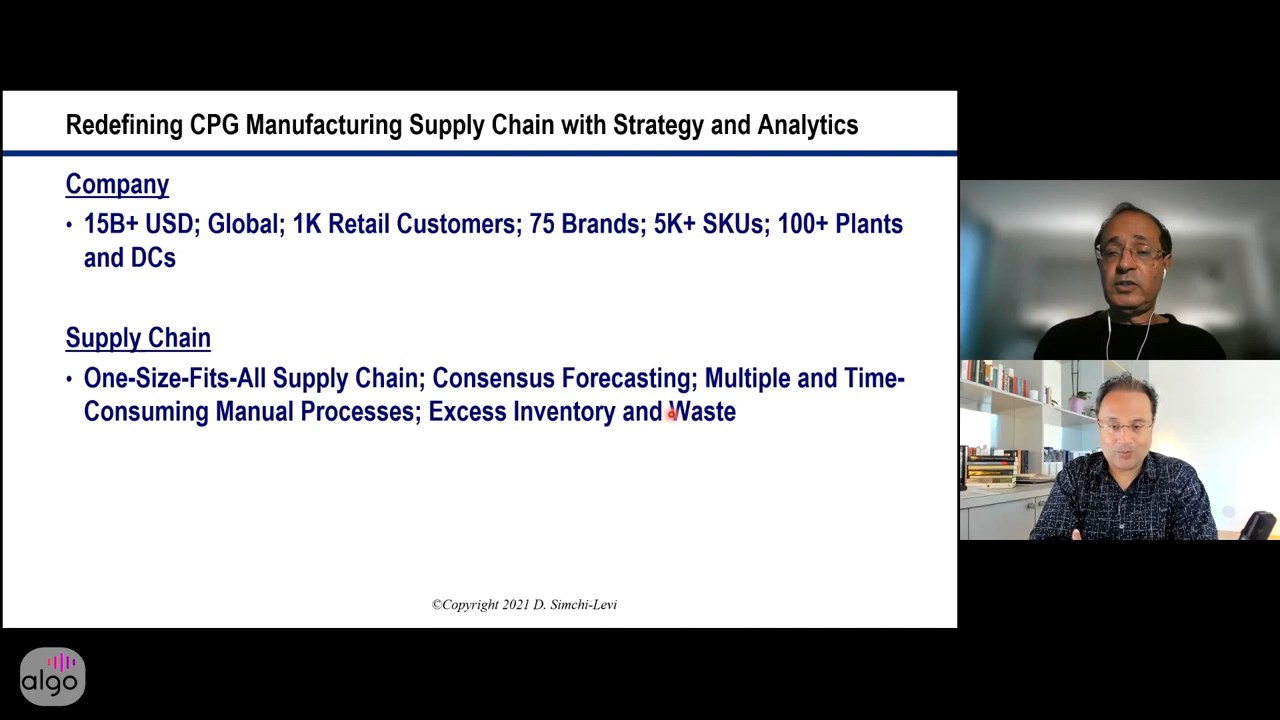 Redefining CPG Manufacturing Supply Chain with Strategy and Analytics
Company
• 15B+ USD; Global; 1K Retail Customers; 75 Brands; 5K+ SKUs; 100+ Plants
and DCs
Supply Chain
• One-Size-Fits-All Supply Chain; Consensus Forecasting; Multiple and Time-
Consuming Manual Processes; Excess Inventory and Waste
©Copyright 2021 D. Simchi-Levi
algo